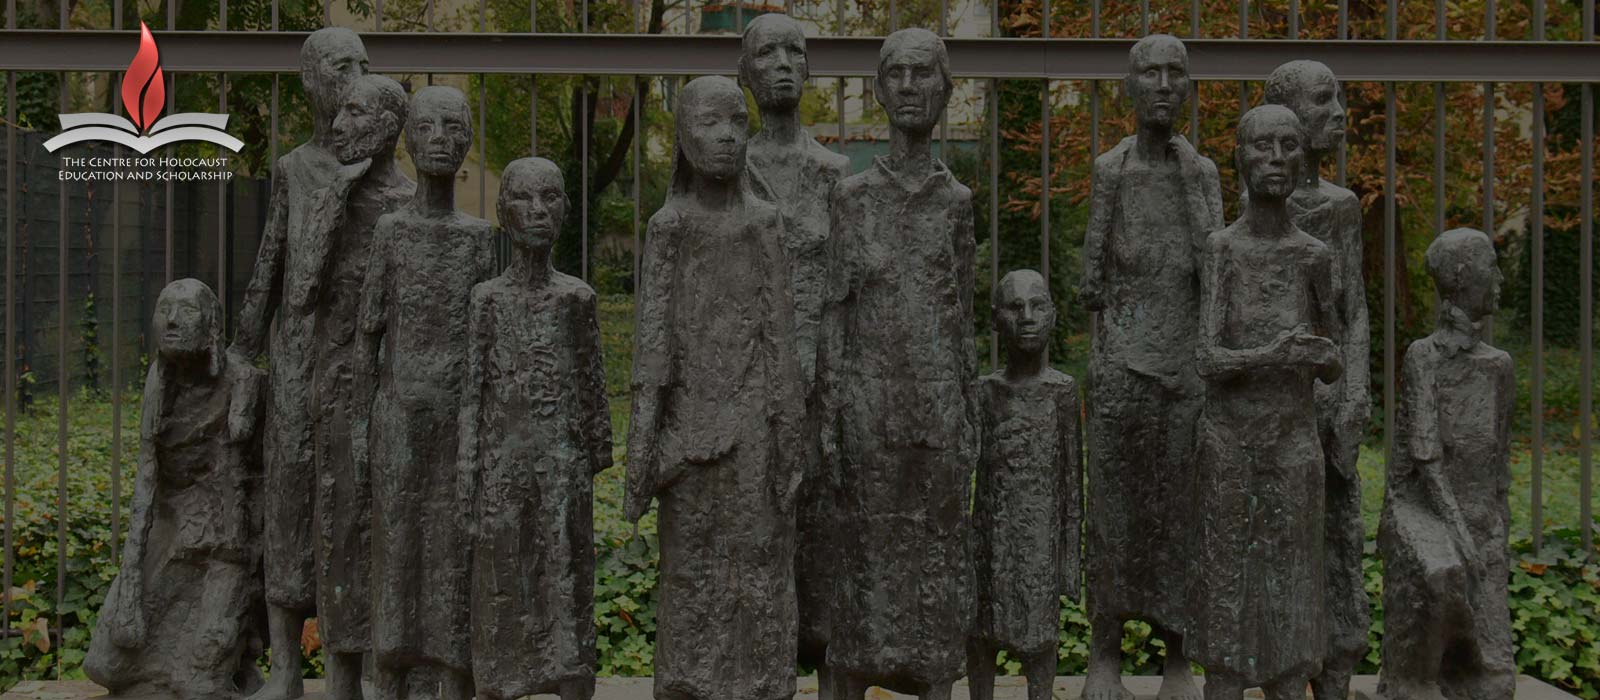 The Centre for Holocaust
Education and Scholarship